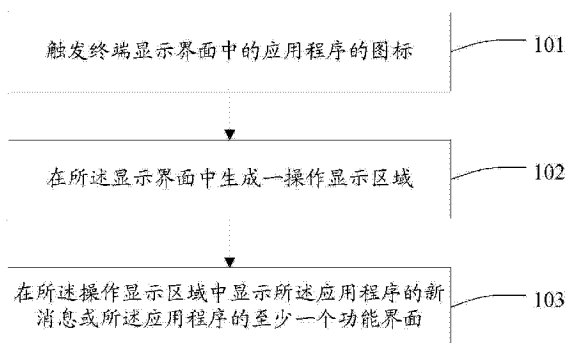 触发终端显示界面中的应用程序的图标
101
在所述显示界面中生成一操作显示区域
102
在所述操作显示区域中显示所述应用程序的新
消息或所述应用程序的至少一个功能界面
103